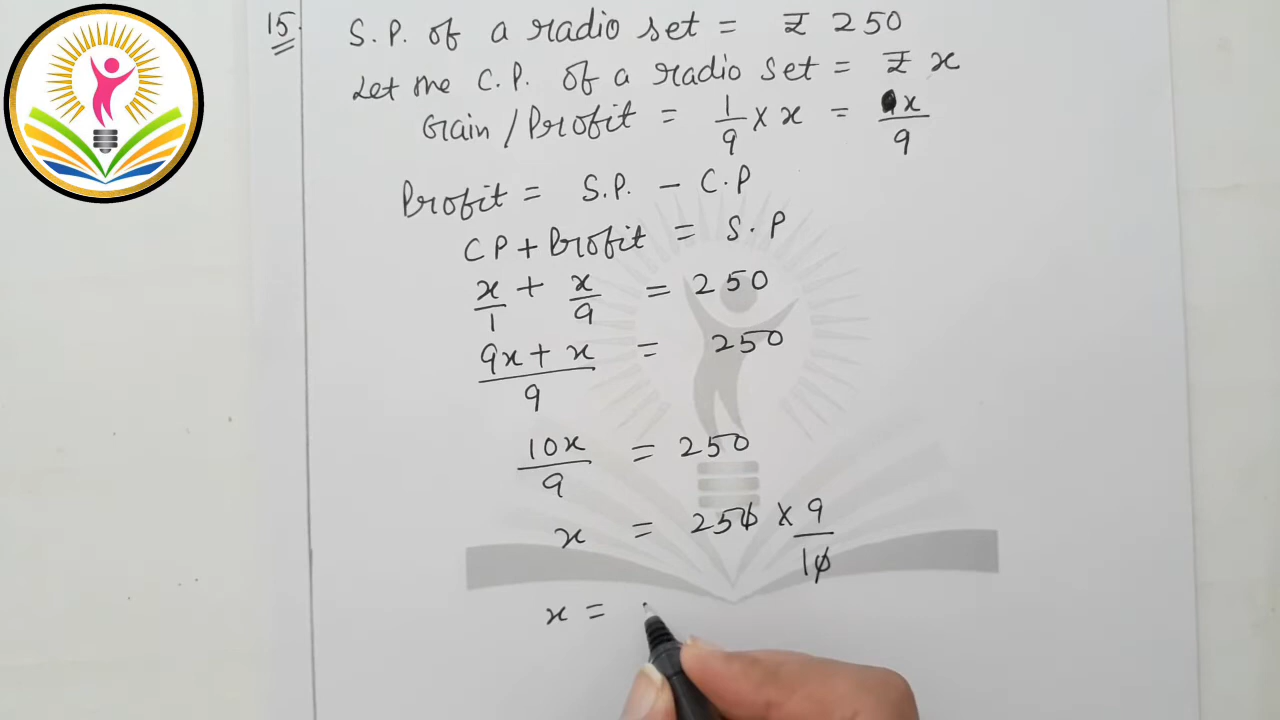 15. S.P. of a radio set = ₹ 250
Let the C.P. of a radio set = ₹ x
Gain / Profit = 1/9 × x = x/9
Profit = S.P. - C.P
CP + Profit = S.P
x/1 + x/9 = 250
9x + x / 9 = 250
10x/9 = 250
x = 250 × 9/10
x =